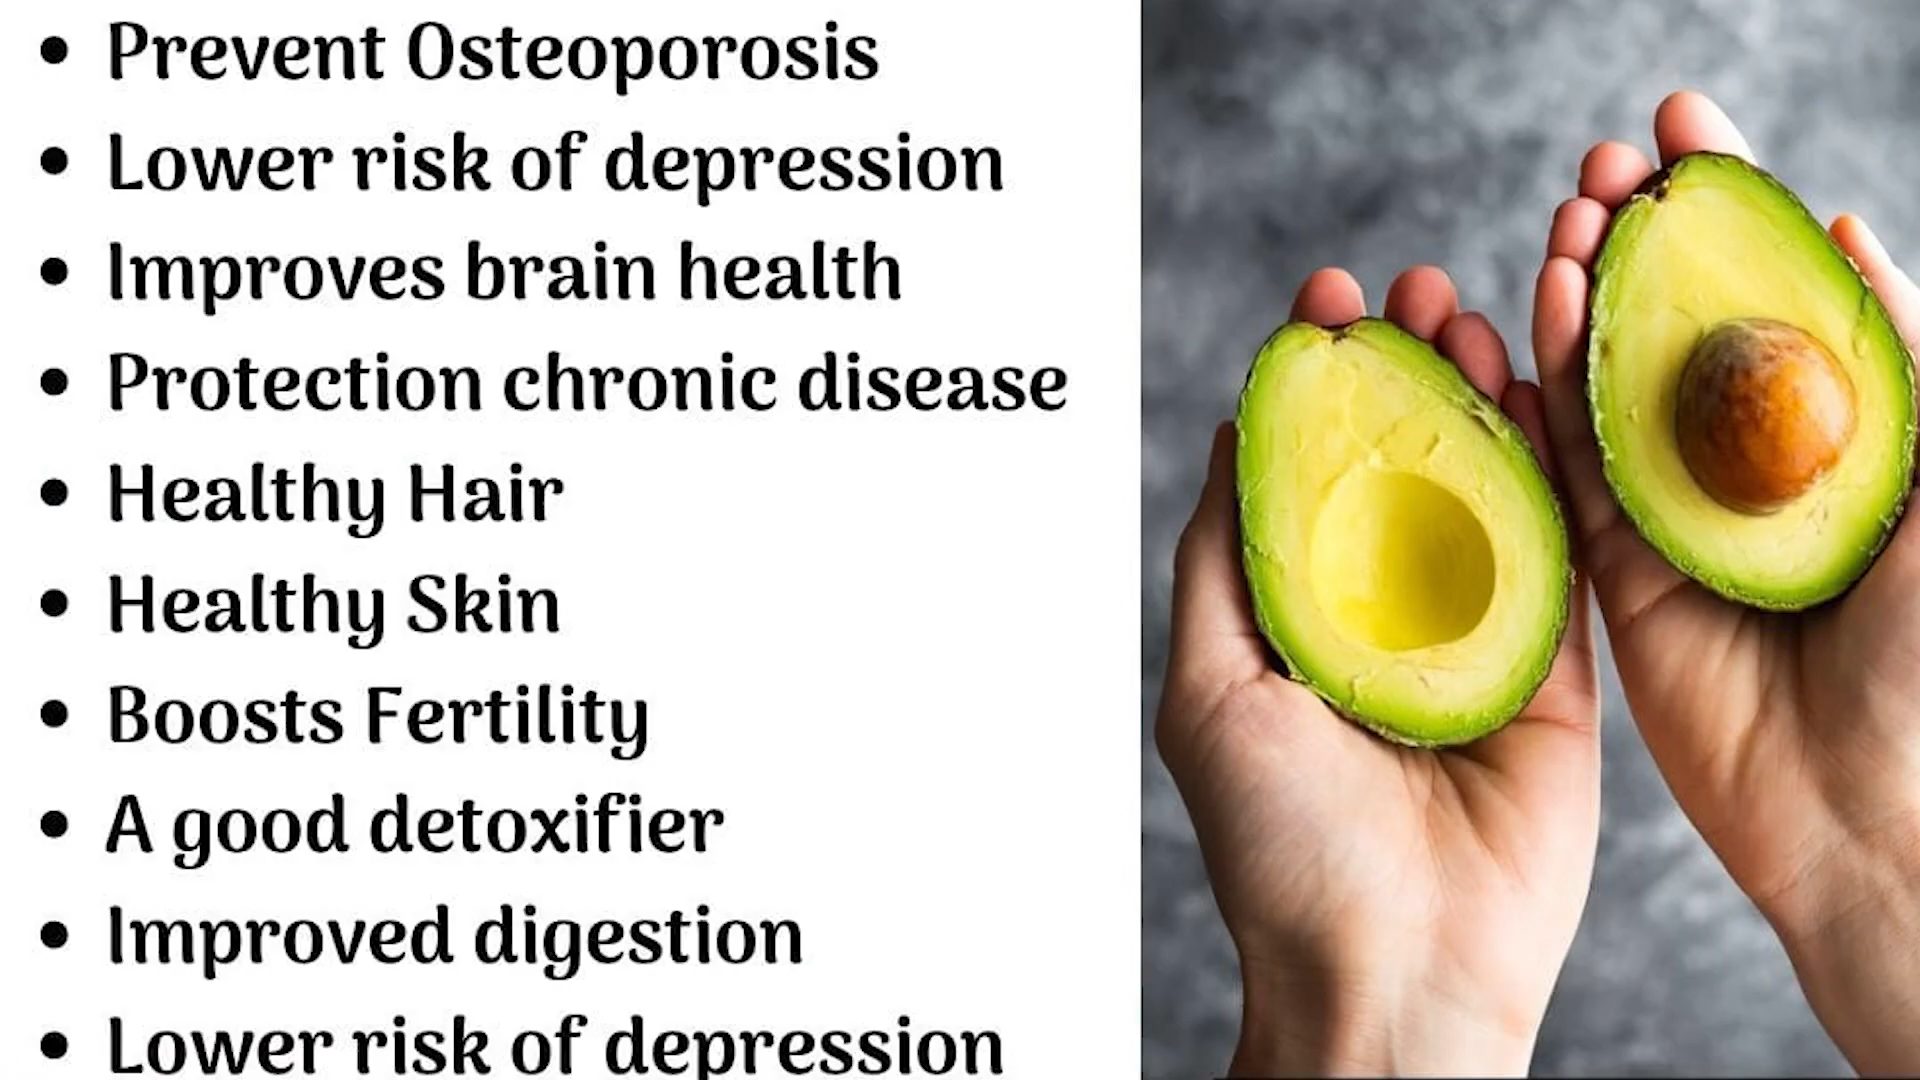 • Prevent Osteoporosis
• Lower risk of depression
• Improves brain health
• Protection chronic disease
• Healthy Hair
• Healthy Skin
• Boosts Fertility
• A good detoxifier
• Improved digestion
• Lower risk of depression